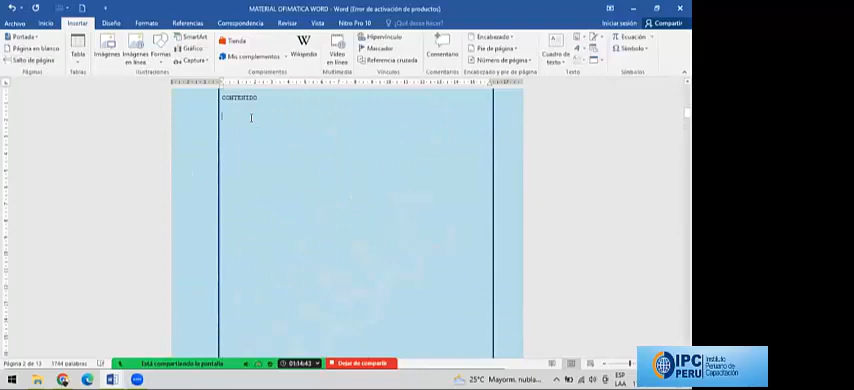 MATERIAL OFIMATICA WORD - Word (Error de activación de productos)
Archivo Inicio Insertar Diseño Formato Referencias Correspondencia Revisar Vista Nitro Pro 10 ¿Qué desea hacer? Iniciar sesión Compartir
Portada
Página en blanco
Salto de página
Páginas
Tabla
Tablas
Imágenes
Imágenes en línea
Formas
SmartArt
Gráfico
Captura
Ilustraciones
Tienda
Mis complementos
Complementos
W
Wikipedia
Vídeo en línea
Multimedia
Hipervínculo
Marcador
Referencia cruzada
Vínculos
Comentario
Comentarios
Encabezado
Pie de página
Número de página
Encabezado y pie de página
Cuadro de texto
Texto
Ecuación
Símbolo
Símbolos
CONTENIDO
Página 2 de 13 1744 palabras
Está compartiendo la pantalla 01:14:43 Dejar de compartir
25°C Mayorm. nubla...
ESP
LAA
IPC
PERU
Instituto
Peruano de
Capacitación